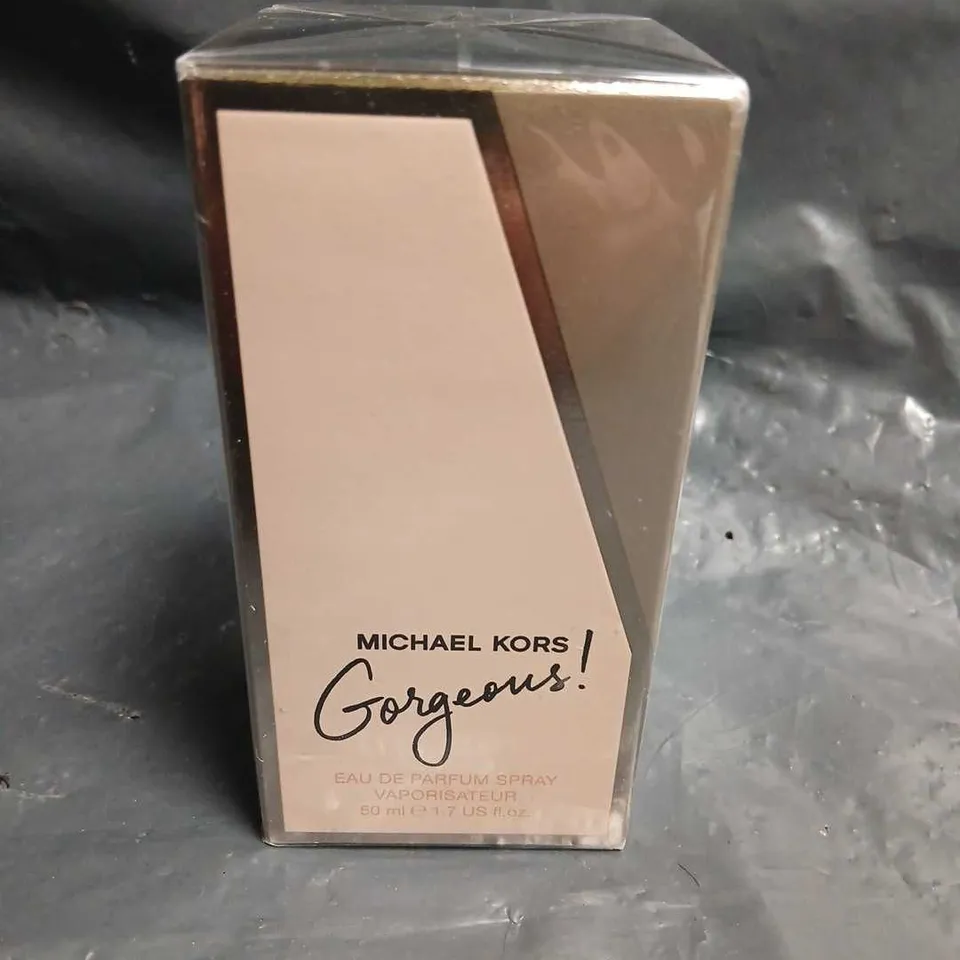 MICHAEL KORS
Gorgeous!
EAU DE PARFUM SPRAY
VAPORISATEUR
50 ml ℮ 1.7 US fl.oz.